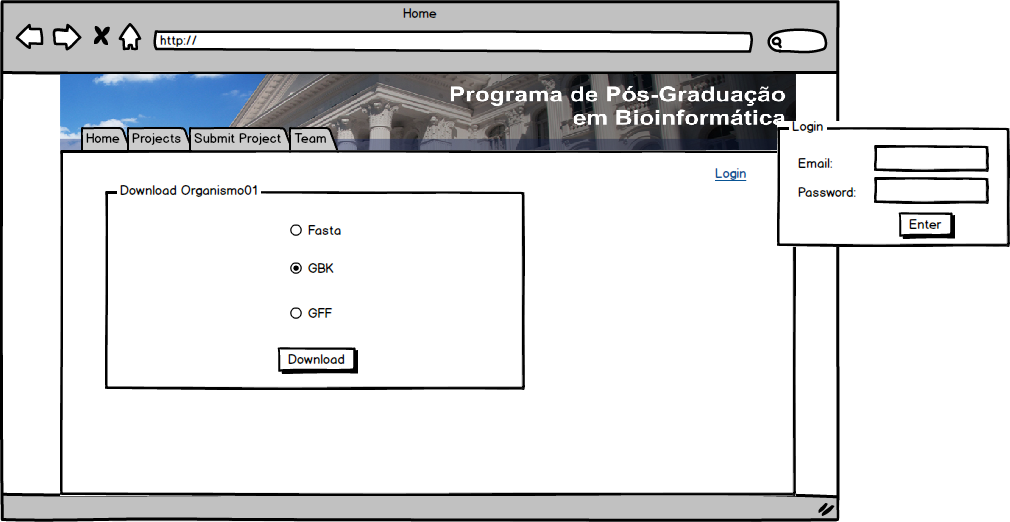 Home
http://
Programa de Pós-Graduação
em Bioinformática
Home Projects Submit Project Team
Login
Email:
Password:
Enter
Login
Download Organismo01
Fasta
GBK
GFF
Download